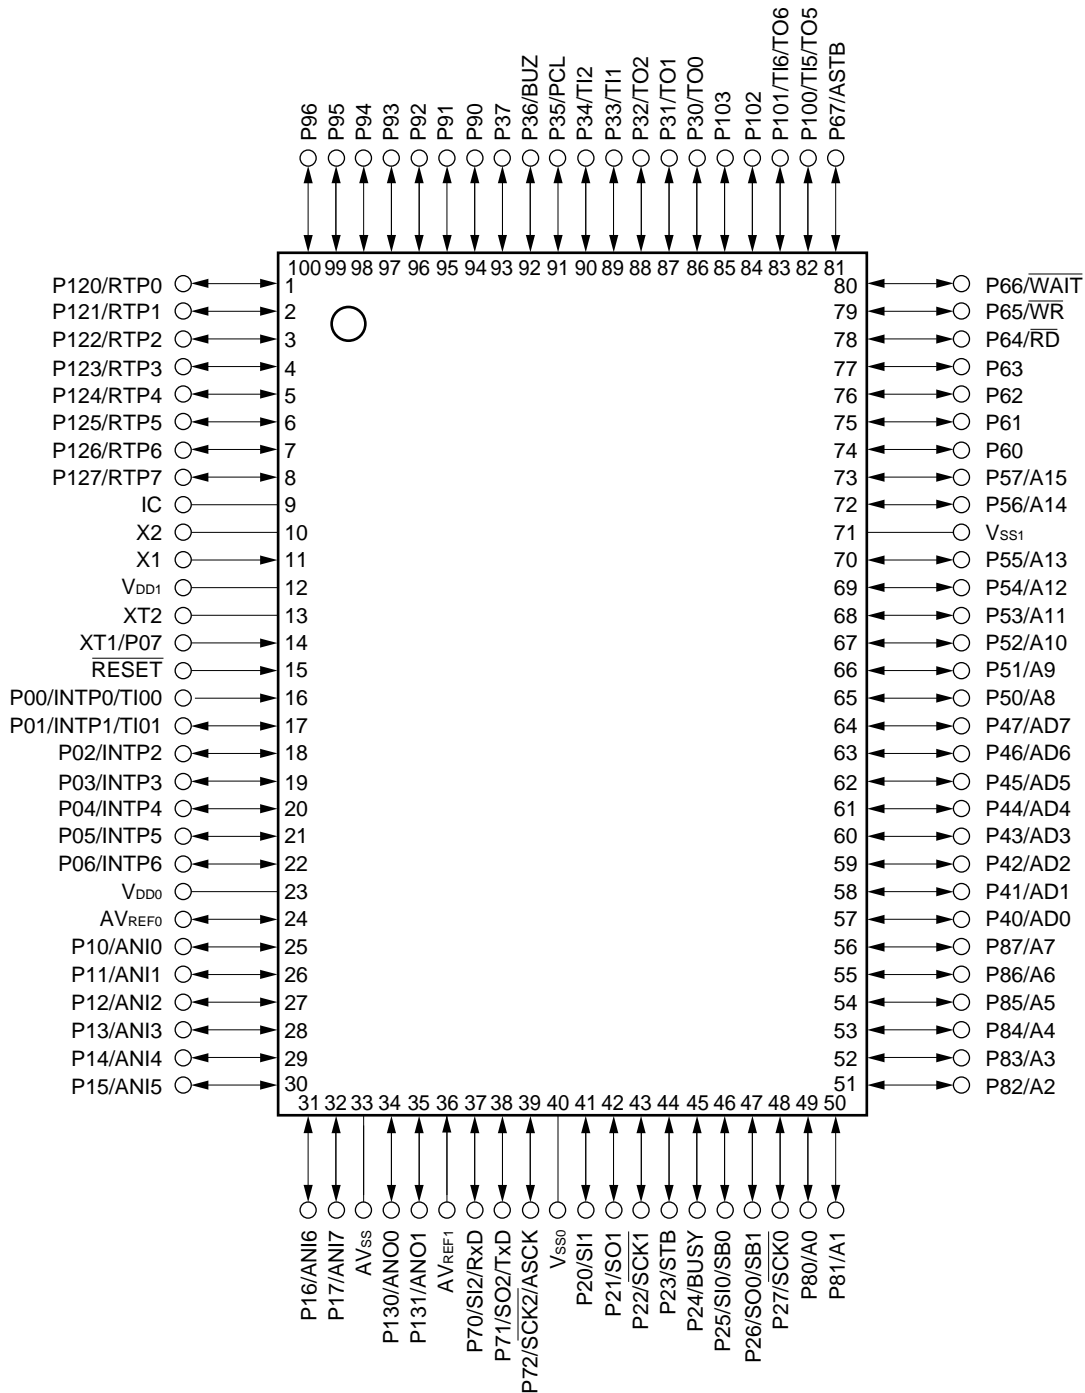 P96
P95
P94
P93
P92
P91
P90
P37
P36/BUZ
P35/PCL
P34/TI2
P33/TI1
P32/TO2
P31/TO1
P30/TO0
P103
P102
P101/TI6/TO6
P100/TI5/TO5
P67/ASTB
100 99 98 97 96 95 94 93 92 91 90 89 88 87 86 85 84 83 82 81
P120/RTP0 1
P121/RTP1 2
P122/RTP2 3
P123/RTP3 4
P124/RTP4 5
P125/RTP5 6
P126/RTP6 7
P127/RTP7 8
IC 9
X2 10
X1 11
VDD1 12
XT2 13
XT1/P07 14
RESET 15
P00/INTP0/TI00 16
P01/INTP1/TI01 17
P02/INTP2 18
P03/INTP3 19
P04/INTP4 20
P05/INTP5 21
P06/INTP6 22
VDD0 23
AVREF0 24
P10/ANI0 25
P11/ANI1 26
P12/ANI2 27
P13/ANI3 28
P14/ANI4 29
P15/ANI5 30
80 P66/WAIT
79 P65/WR
78 P64/RD
77 P63
76 P62
75 P61
74 P60
73 P57/A15
72 P56/A14
71 VSS1
70 P55/A13
69 P54/A12
68 P53/A11
67 P52/A10
66 P51/A9
65 P50/A8
64 P47/AD7
63 P46/AD6
62 P45/AD5
61 P44/AD4
60 P43/AD3
59 P42/AD2
58 P41/AD1
57 P40/AD0
56 P87/A7
55 P86/A6
54 P85/A5
53 P84/A4
52 P83/A3
51 P82/A2
31 32 33 34 35 36 37 38 39 40 41 42 43 44 45 46 47 48 49 50
P16/ANI6
P17/ANI7
AVSS
P130/ANO0
P131/ANO1
AVREF1
P70/SI2/RxD
P71/SO2/TxD
P72/SCK2/ASCK
VSS0
P20/SI1
P21/SO1
P22/SCK1
P23/STB
P24/BUSY
P25/SI0/SB0
P26/SO0/SB1
P27/SCK0
P80/A0
P81/A1